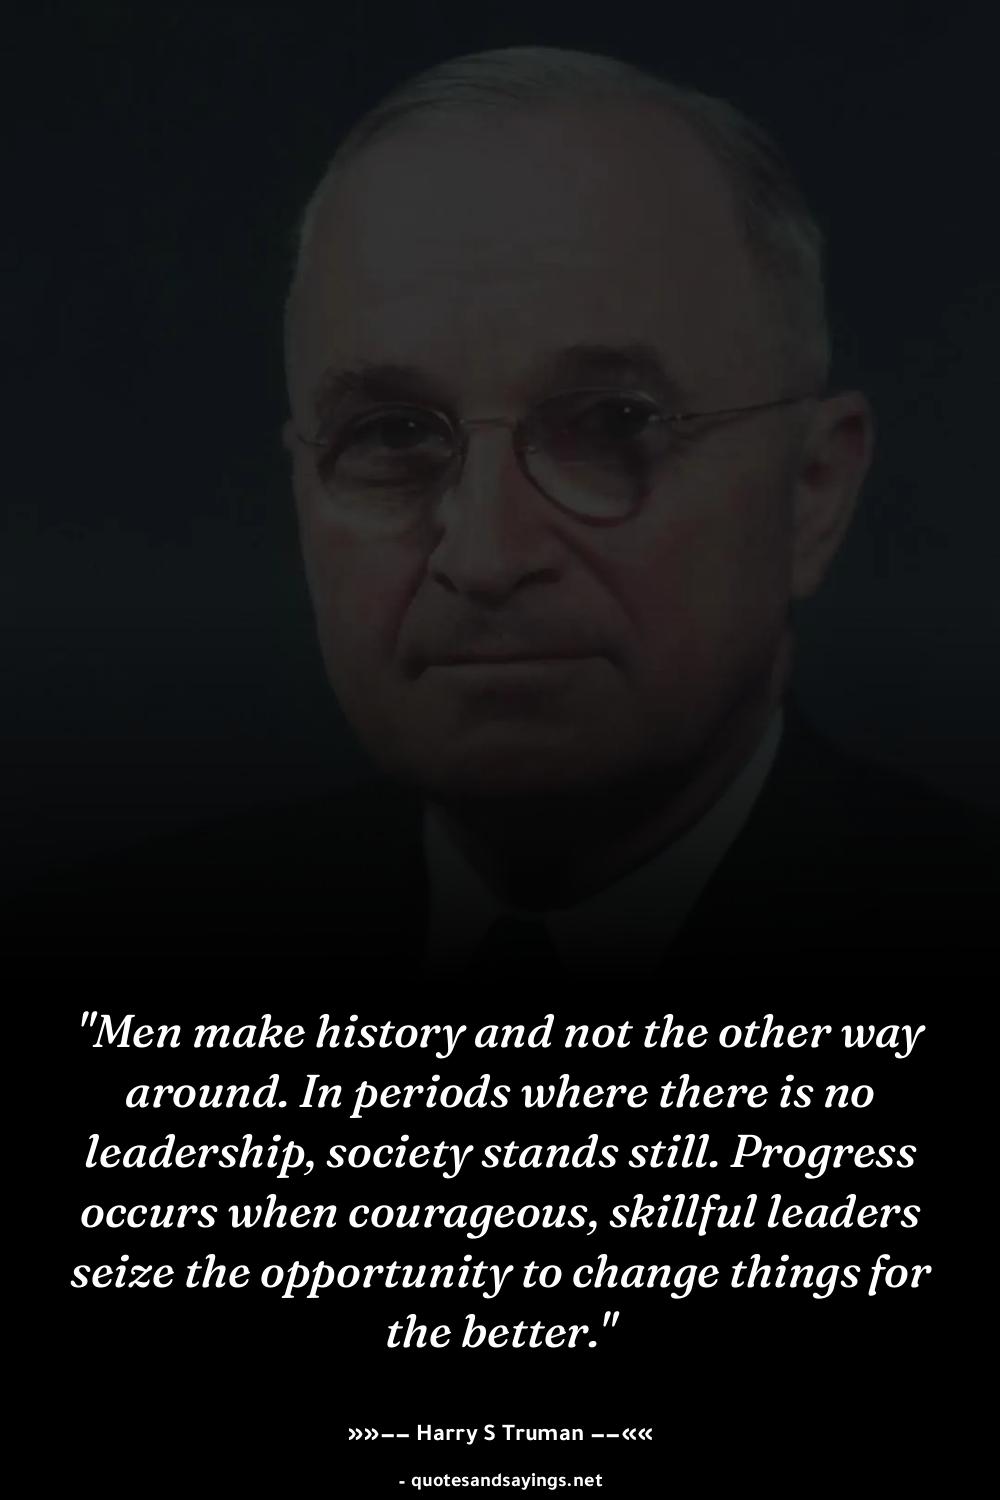 "Men make history and not the other way
around. In periods where there is no
leadership, society stands still. Progress
occurs when courageous, skillful leaders
seize the opportunity to change things for
the better."
»»–– Harry S Truman ––««
- quotesandsayings.net